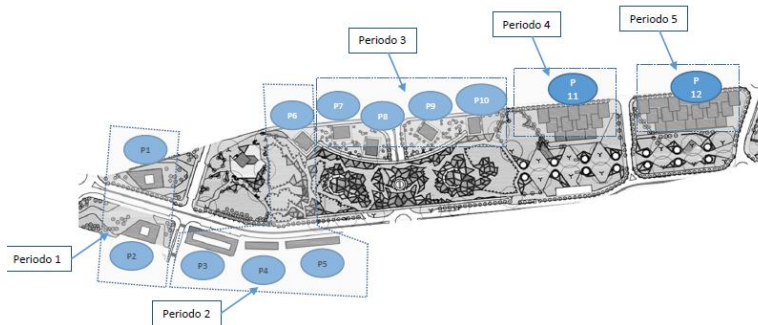 Periodo 4
Periodo 5
Periodo 3
P6
P7
P8
P9
P10
P
11
P
12
P1
Periodo 1
P2
P3
P4
P5
Periodo 2